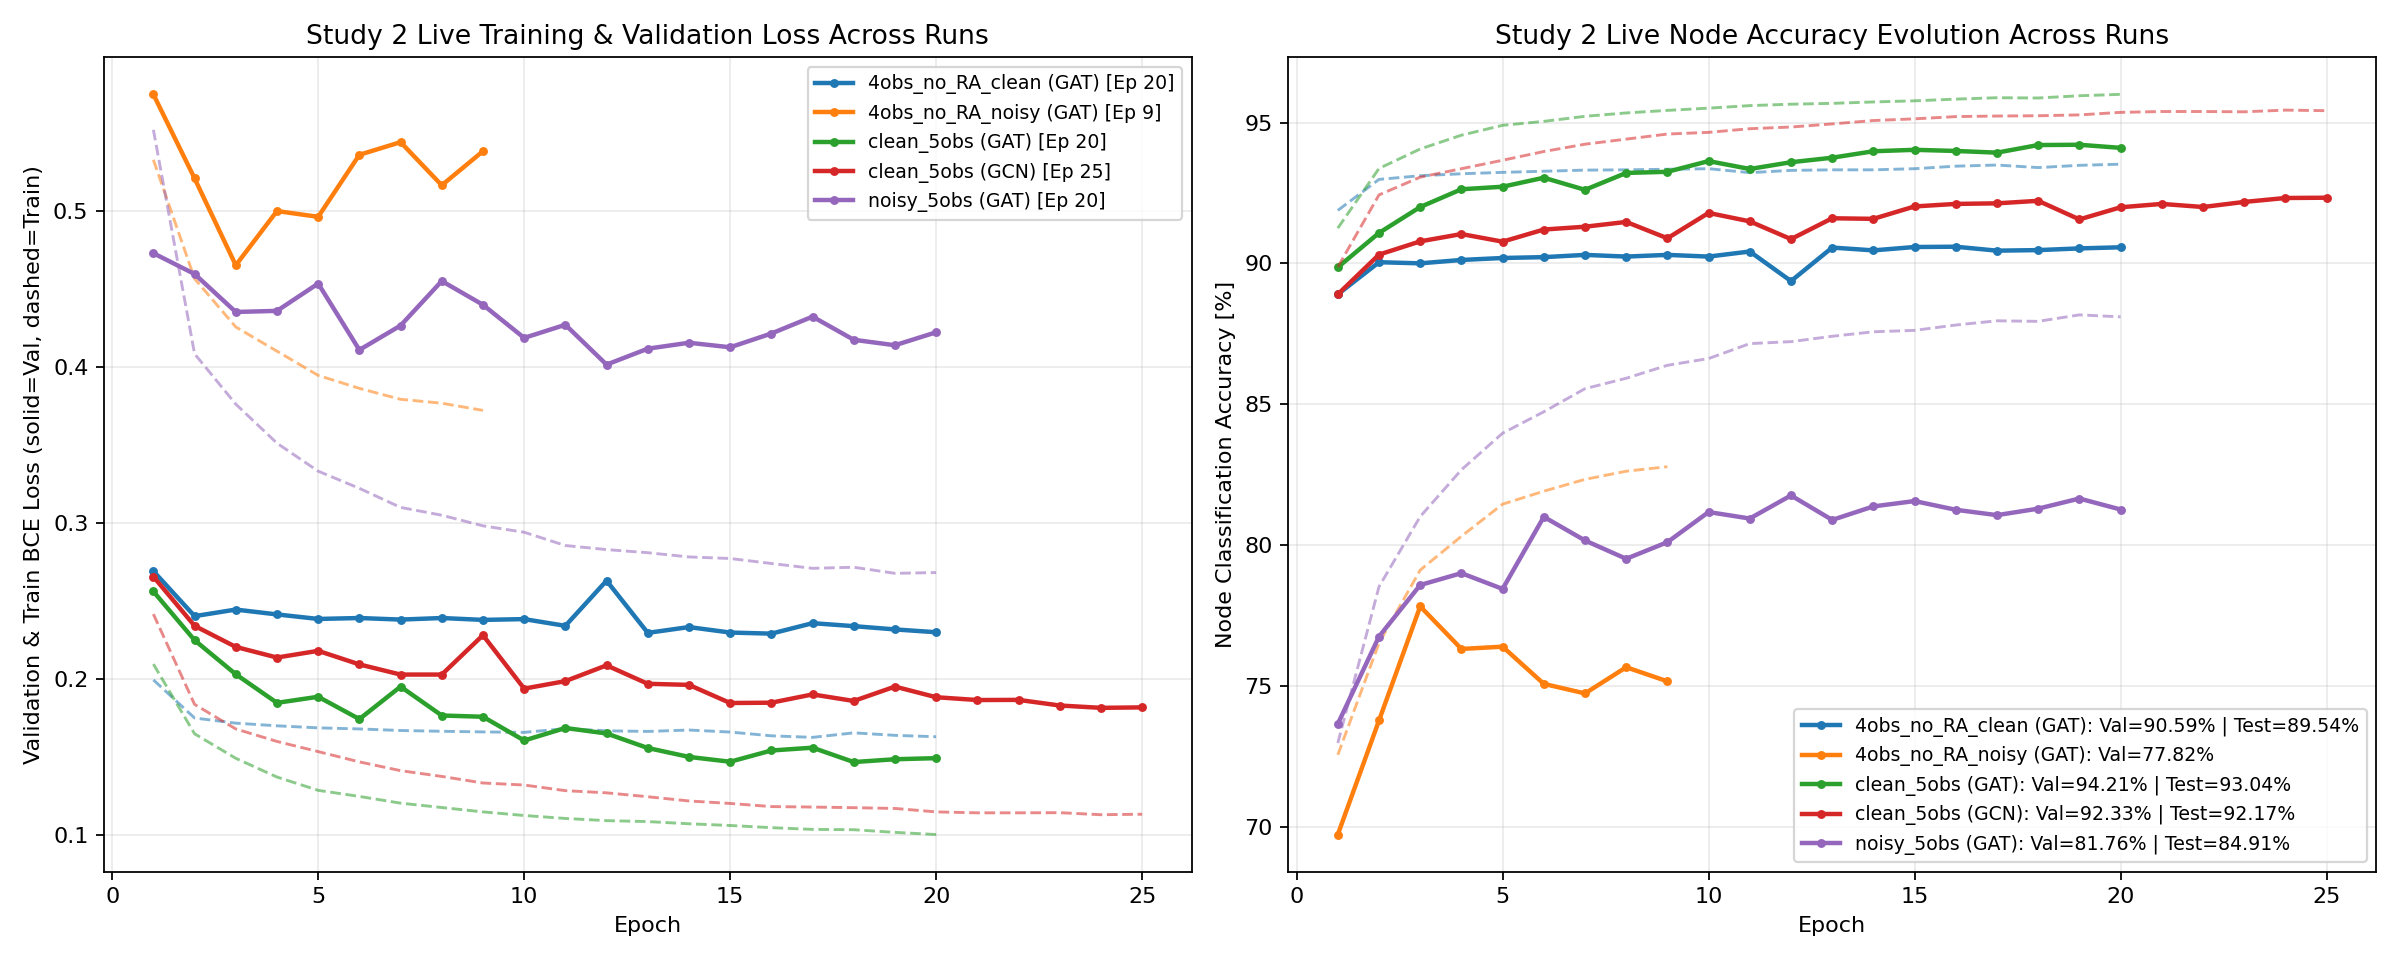 Study 2 Live Training & Validation Loss Across Runs
Validation & Train BCE Loss (solid=Val, dashed=Train)
0.5
0.4
0.3
0.2
0.1
4obs_no_RA_clean (GAT) [Ep 20]
4obs_no_RA_noisy (GAT) [Ep 9]
clean_5obs (GAT) [Ep 20]
clean_5obs (GCN) [Ep 25]
noisy_5obs (GAT) [Ep 20]
0 5 10 15 20 25
Epoch
Study 2 Live Node Accuracy Evolution Across Runs
Node Classification Accuracy [%]
95
90
85
80
75
70
4obs_no_RA_clean (GAT): Val=90.59% | Test=89.54%
4obs_no_RA_noisy (GAT): Val=77.82%
clean_5obs (GAT): Val=94.21% | Test=93.04%
clean_5obs (GCN): Val=92.33% | Test=92.17%
noisy_5obs (GAT): Val=81.76% | Test=84.91%
0 5 10 15 20 25
Epoch